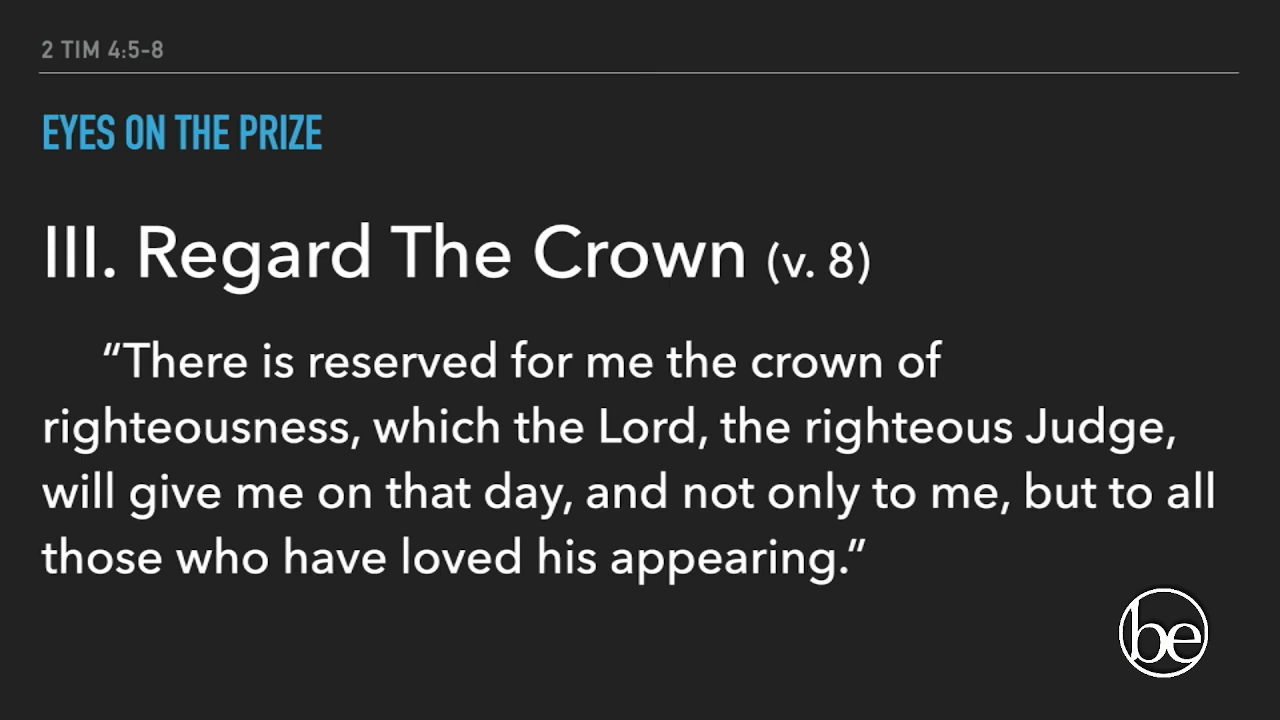 2 TIM 4:5-8
EYES ON THE PRIZE
III. Regard The Crown (v. 8)
“There is reserved for me the crown of
righteousness, which the Lord, the righteous Judge,
will give me on that day, and not only to me, but to all
those who have loved his appearing.”
be